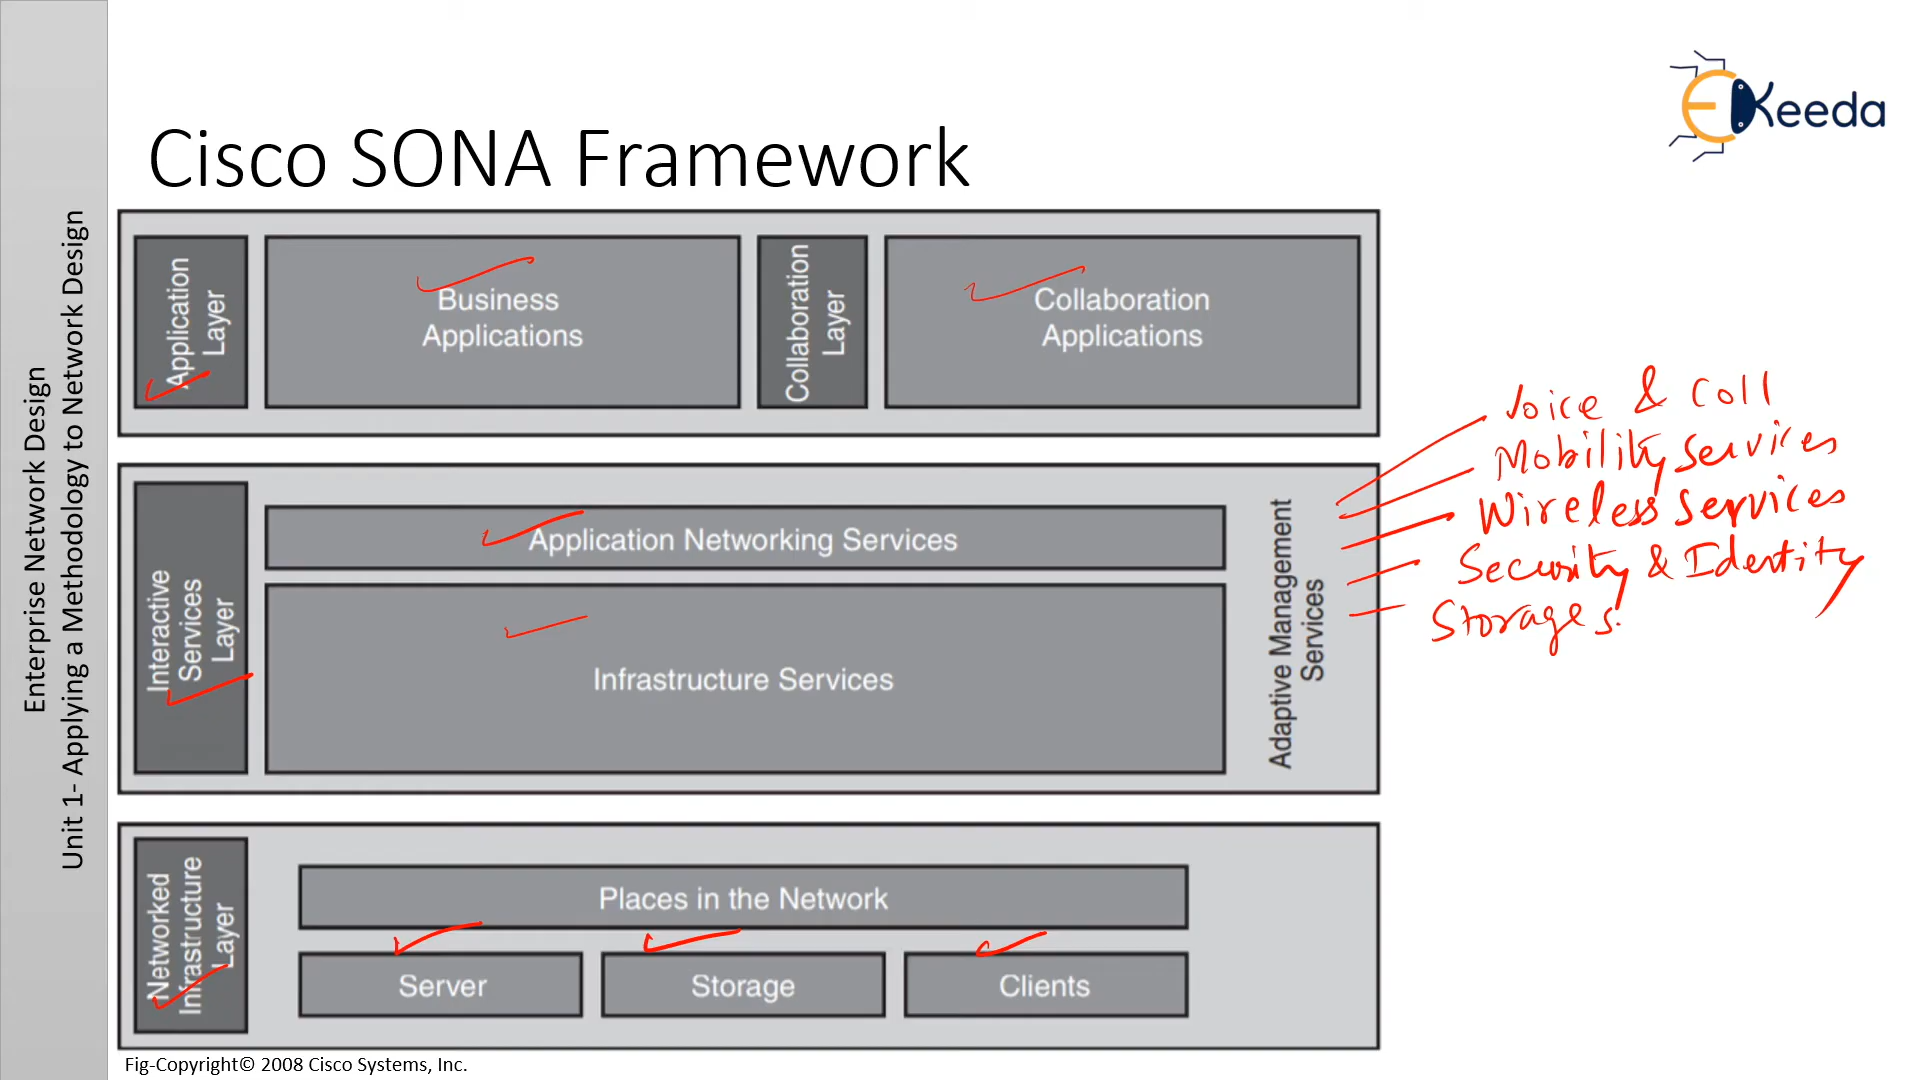 Keeda
Cisco SONA Framework
Enterprise Network Design
Unit 1- Applying a Methodology to Network Design
Application
Layer
Business
Applications
Collaboration
Layer
Collaboration
Applications
Interactive
Services
Layer
Application Networking Services
Infrastructure Services
Adaptive Management
Services
Voice & Coll
Mobility Services
Wireless Services
Security & Identity
Storages.
Networked
Infrastructure
Layer
Places in the Network
Server
Storage
Clients
Fig-Copyright© 2008 Cisco Systems, Inc.